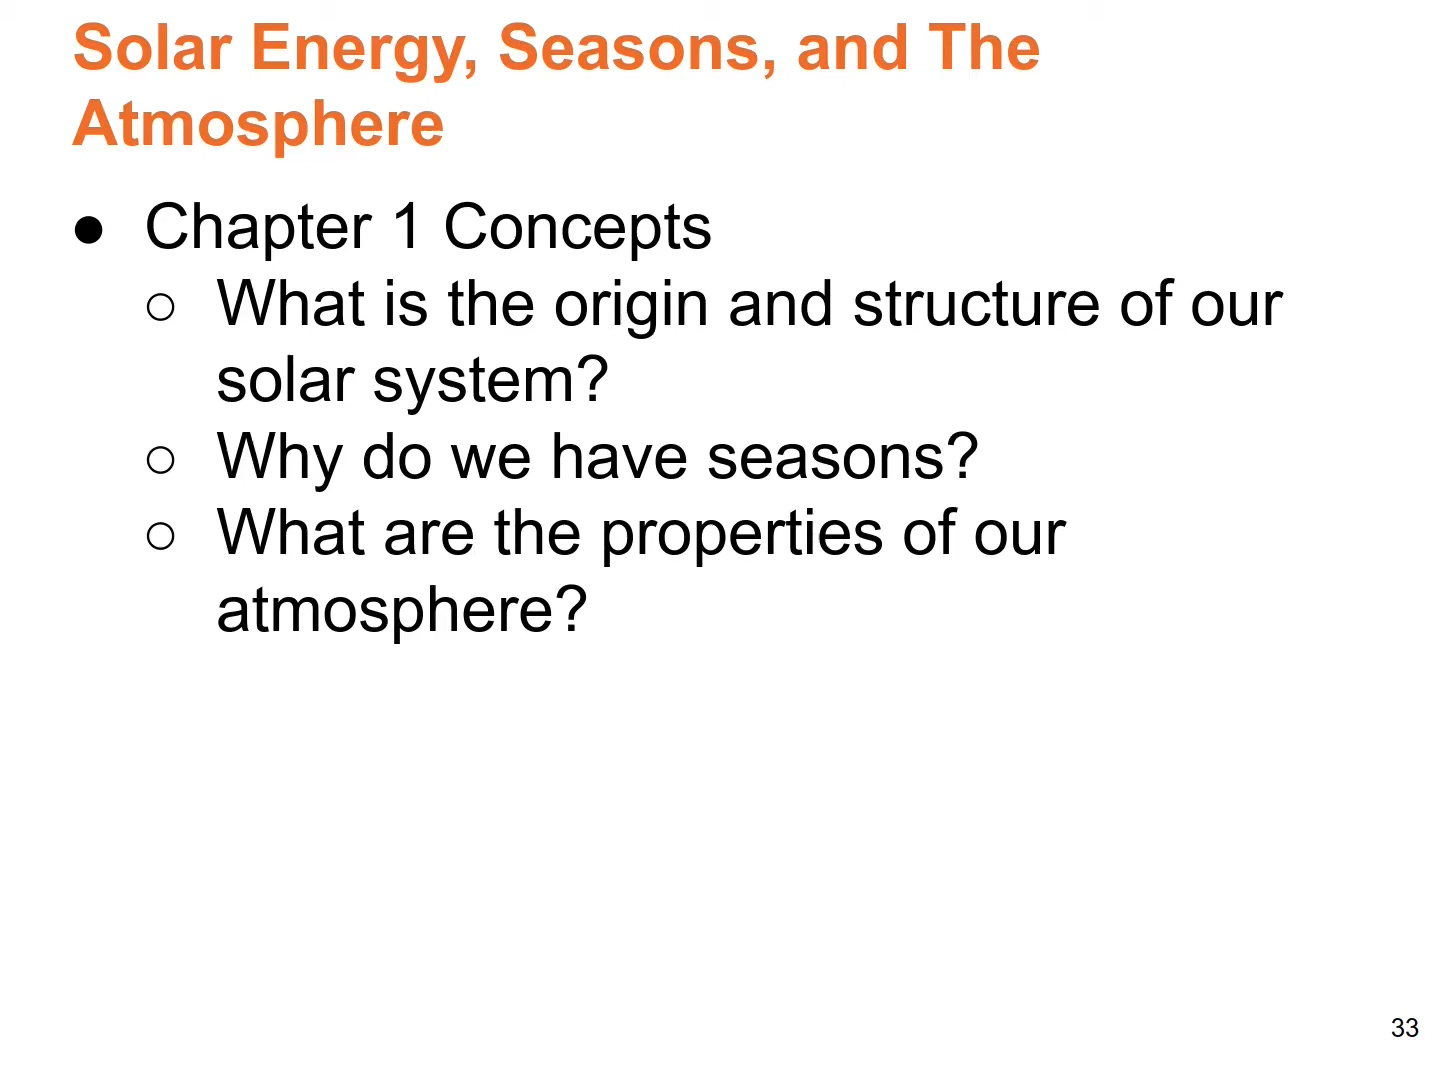 Solar Energy, Seasons, and The
Atmosphere
● Chapter 1 Concepts
○ What is the origin and structure of our
solar system?
○ Why do we have seasons?
○ What are the properties of our
atmosphere?
33